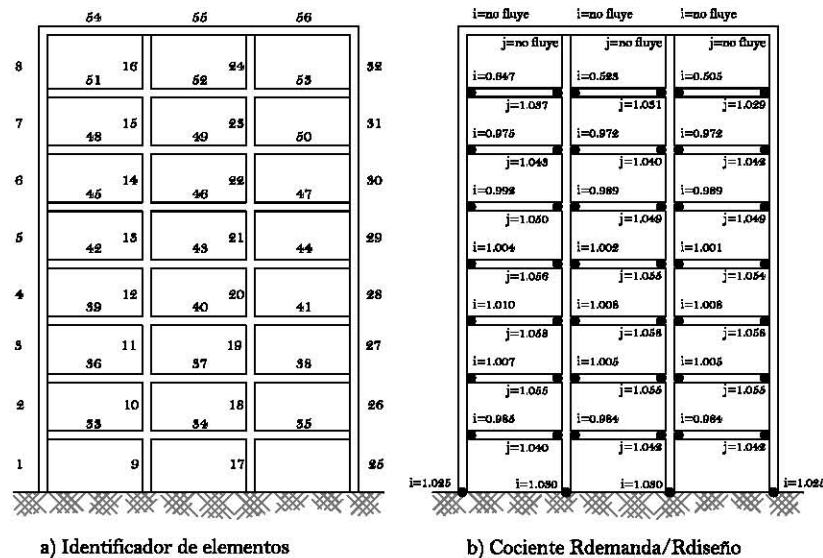 54 55 56
8 16 24 32
51 52 53
7 15 23 31
48 49 50
6 14 22 30
45 46 47
5 13 21 29
42 43 44
4 12 20 28
39 40 41
3 11 19 27
36 37 38
2 10 18 26
33 34 35
1 9 17 25
a) Identificador de elementos
i=no fluye i=no fluye i=no fluye
j=no fluye j=no fluye j=no fluye
i=0.647 i=0.523 i=0.505
j=1.037 j=1.031 j=1.029
i=0.975 i=0.972 i=0.972
j=1.043 j=1.040 j=1.042
i=0.992 i=0.989 i=0.989
j=1.050 j=1.049 j=1.049
i=1.004 i=1.002 i=1.001
j=1.056 j=1.055 j=1.054
i=1.010 i=1.008 i=1.008
j=1.058 j=1.058 j=1.058
i=1.007 i=1.005 i=1.005
j=1.055 j=1.055 j=1.055
i=0.985 i=0.984 i=0.984
j=1.040 j=1.042 j=1.042
i=1.025 i=1.030 i=1.030 i=1.025
b) Cociente Rdemanda/Rdiseño